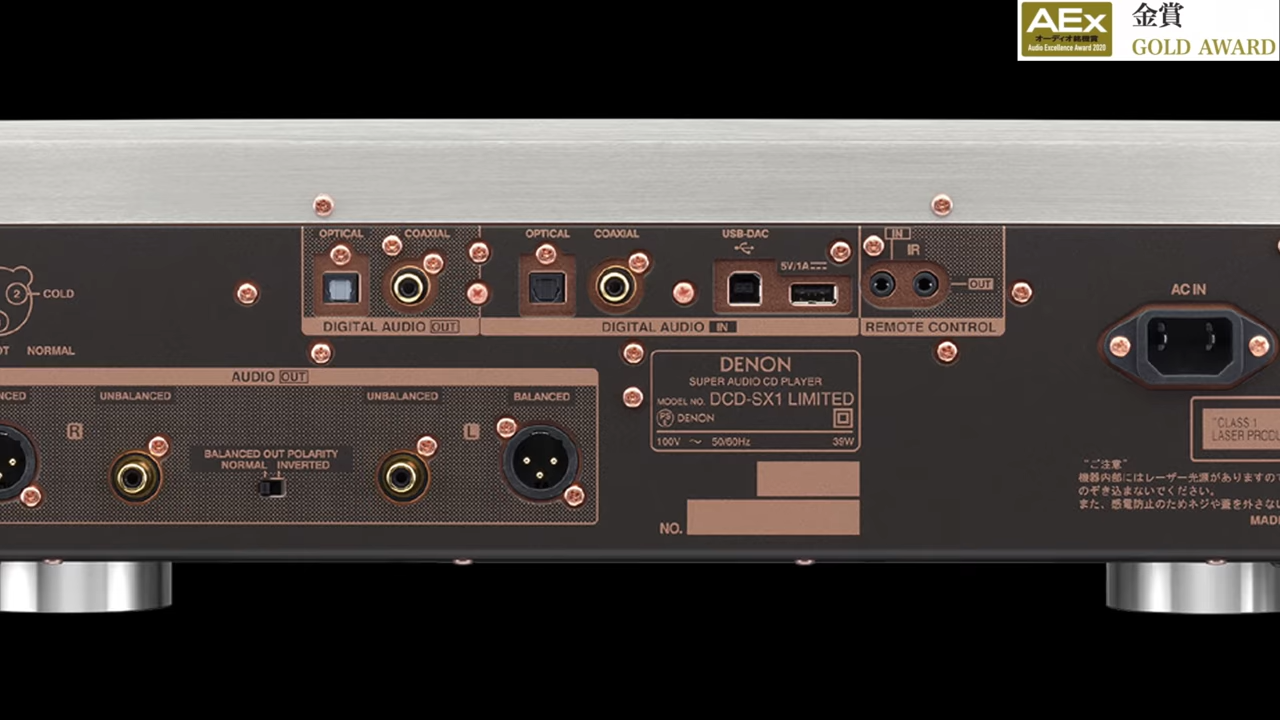 AEx
オーディオ銘機賞
Audio Excellence Award 2020
金賞
GOLD AWARD
OPTICAL
COAXIAL
DIGITAL AUDIO OUT
OPTICAL
COAXIAL
USB-DAC
5V/1A
DIGITAL AUDIO IN
IN
IR
OUT
REMOTE CONTROL
2
COLD
NORMAL
AC IN
AUDIO OUT
UNBALANCED
R
BALANCED OUT POLARITY
NORMAL INVERTED
UNBALANCED
L
BALANCED
DENON
SUPER AUDIO CD PLAYER
MODEL NO. DCD-SX1 LIMITED
DENON
100V ～ 50/60Hz 39W
NO.
"CLASS 1
LASER PRODU
"ご注意"
機器内部にはレーザー光源がありますの
のぞき込まないでください。
また、感電防止のためネジや蓋を外さな
MAD